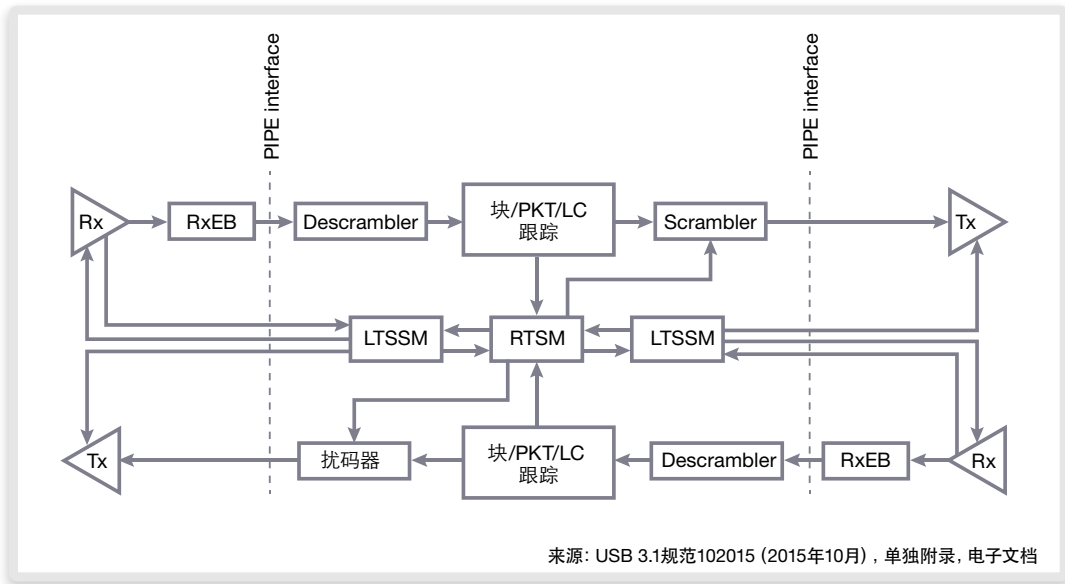 PIPE interface
PIPE interface
Rx
RxEB
Descrambler
块/PKT/LC
跟踪
Scrambler
Tx
LTSSM
RTSM
LTSSM
Tx
扰码器
块/PKT/LC
跟踪
Descrambler
RxEB
Rx
来源: USB 3.1规范102015 (2015年10月) , 单独附录, 电子文档